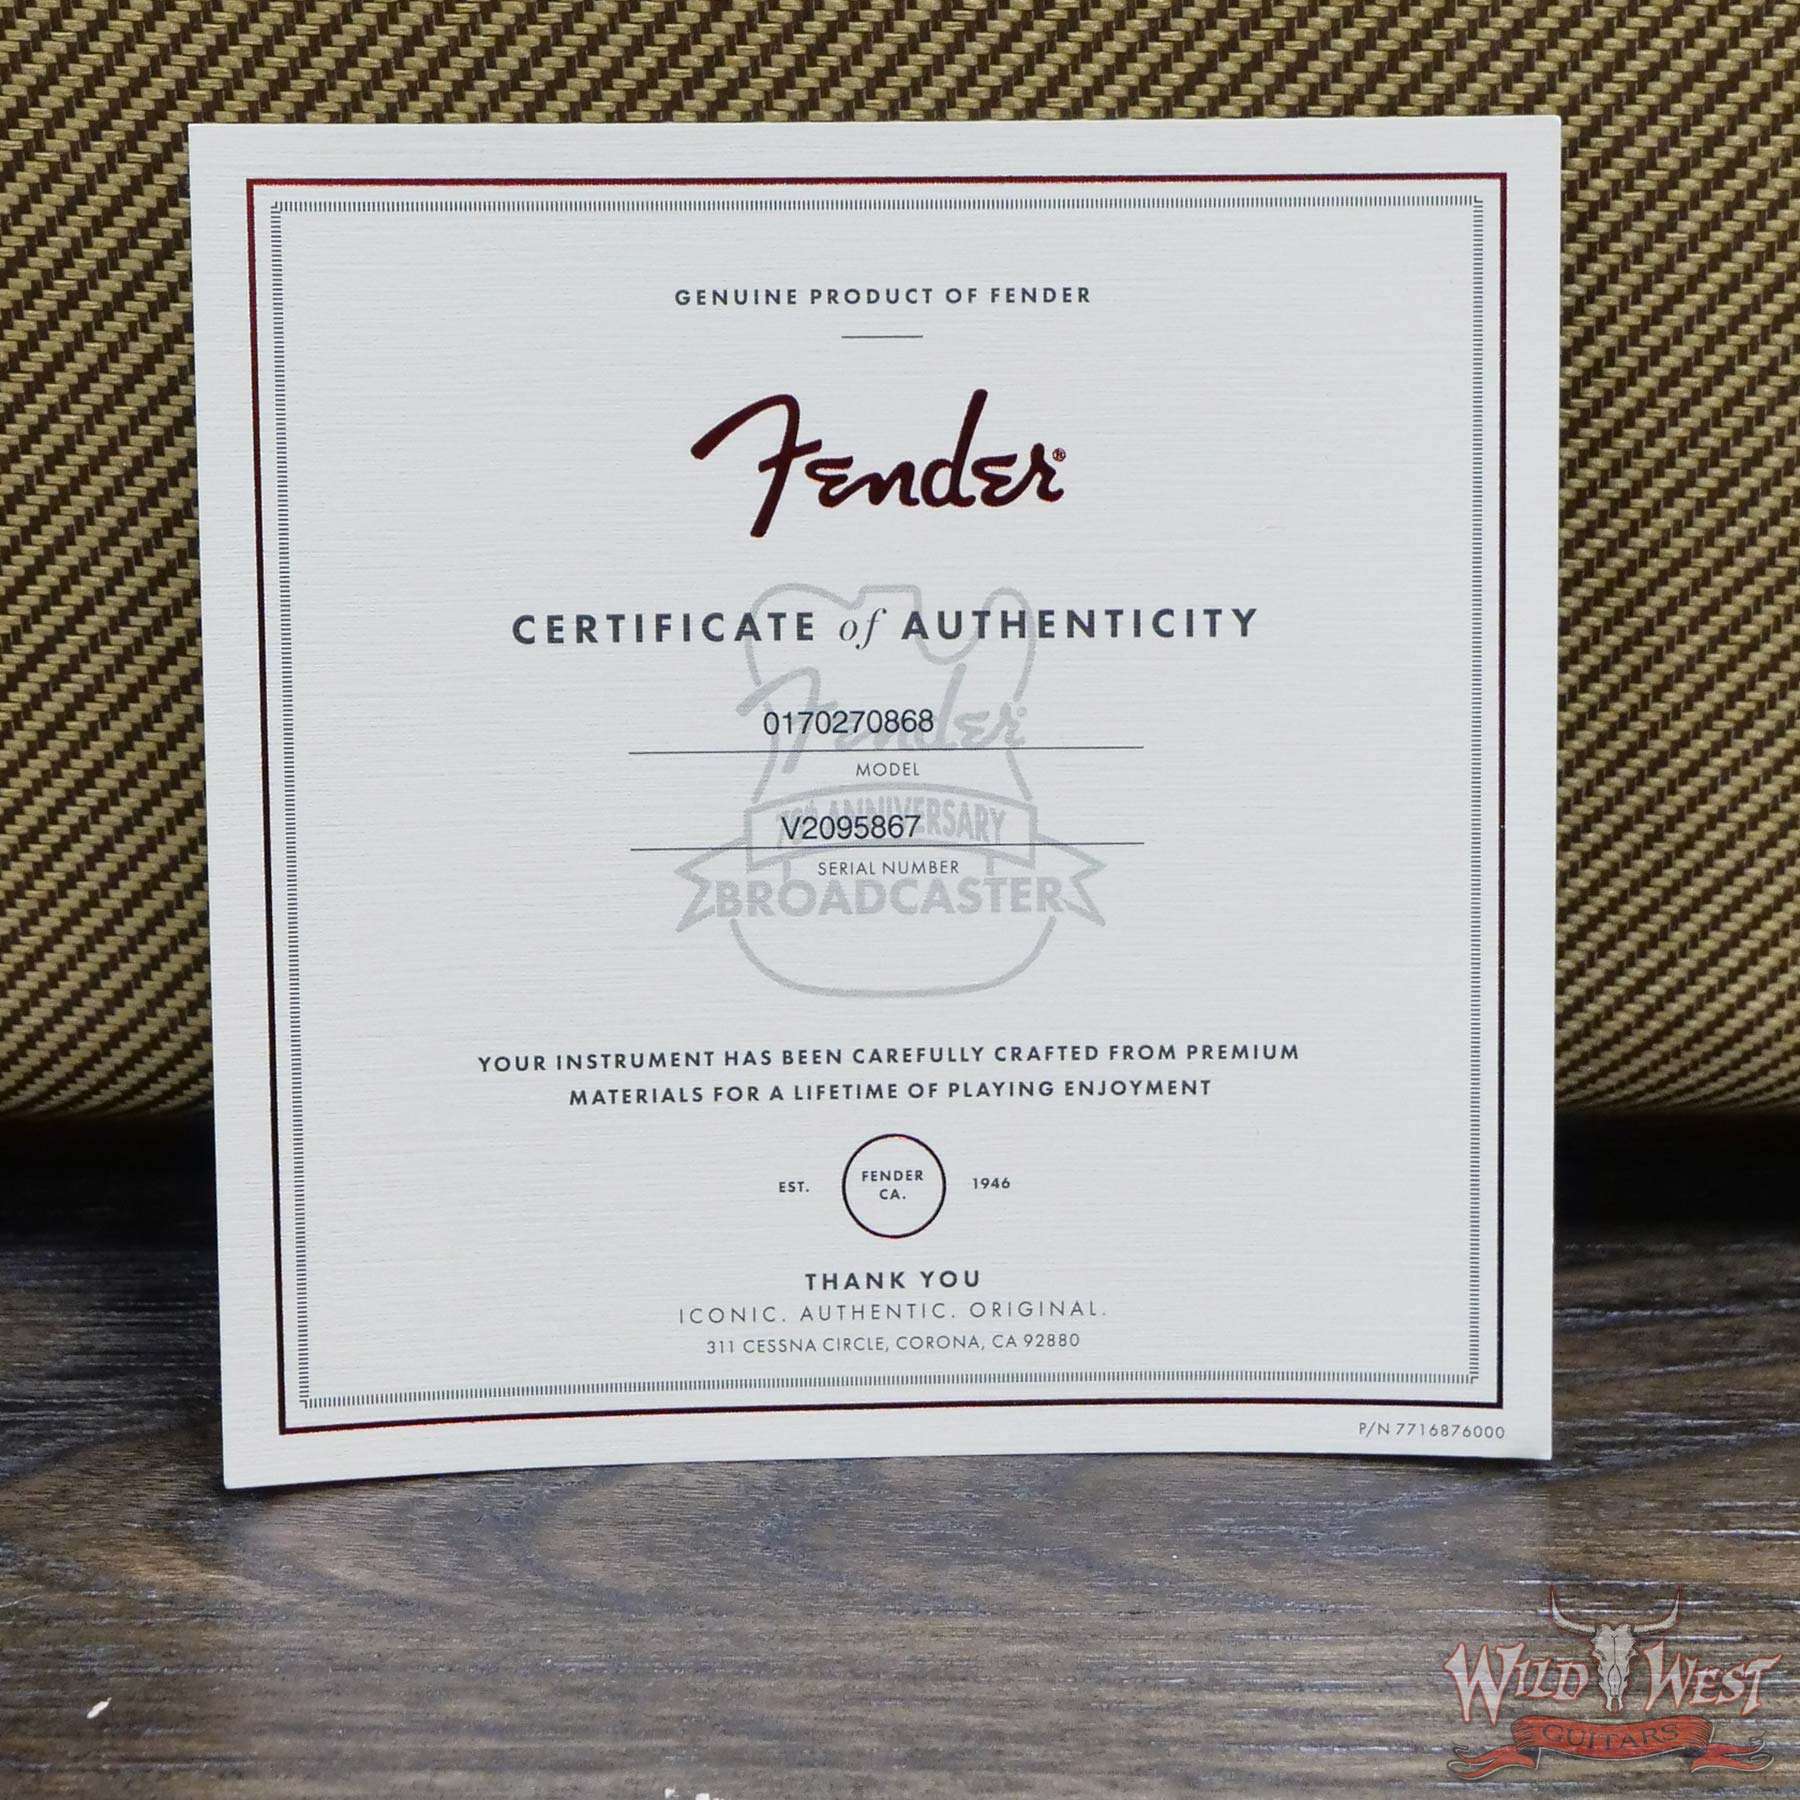 GENUINE PRODUCT OF FENDER
Fender®
CERTIFICATE of AUTHENTICITY
0170270868
Fender®
MODEL
ANNIVERSARY
V2095867
SERIAL NUMBER
BROADCASTER
YOUR INSTRUMENT HAS BEEN CAREFULLY CRAFTED FROM PREMIUM
MATERIALS FOR A LIFETIME OF PLAYING ENJOYMENT
EST. FENDER CA. 1946
THANK YOU
ICONIC. AUTHENTIC. ORIGINAL.
311 CESSNA CIRCLE, CORONA, CA 92880
P/N 7716876000
WILD WEST
GUITARS